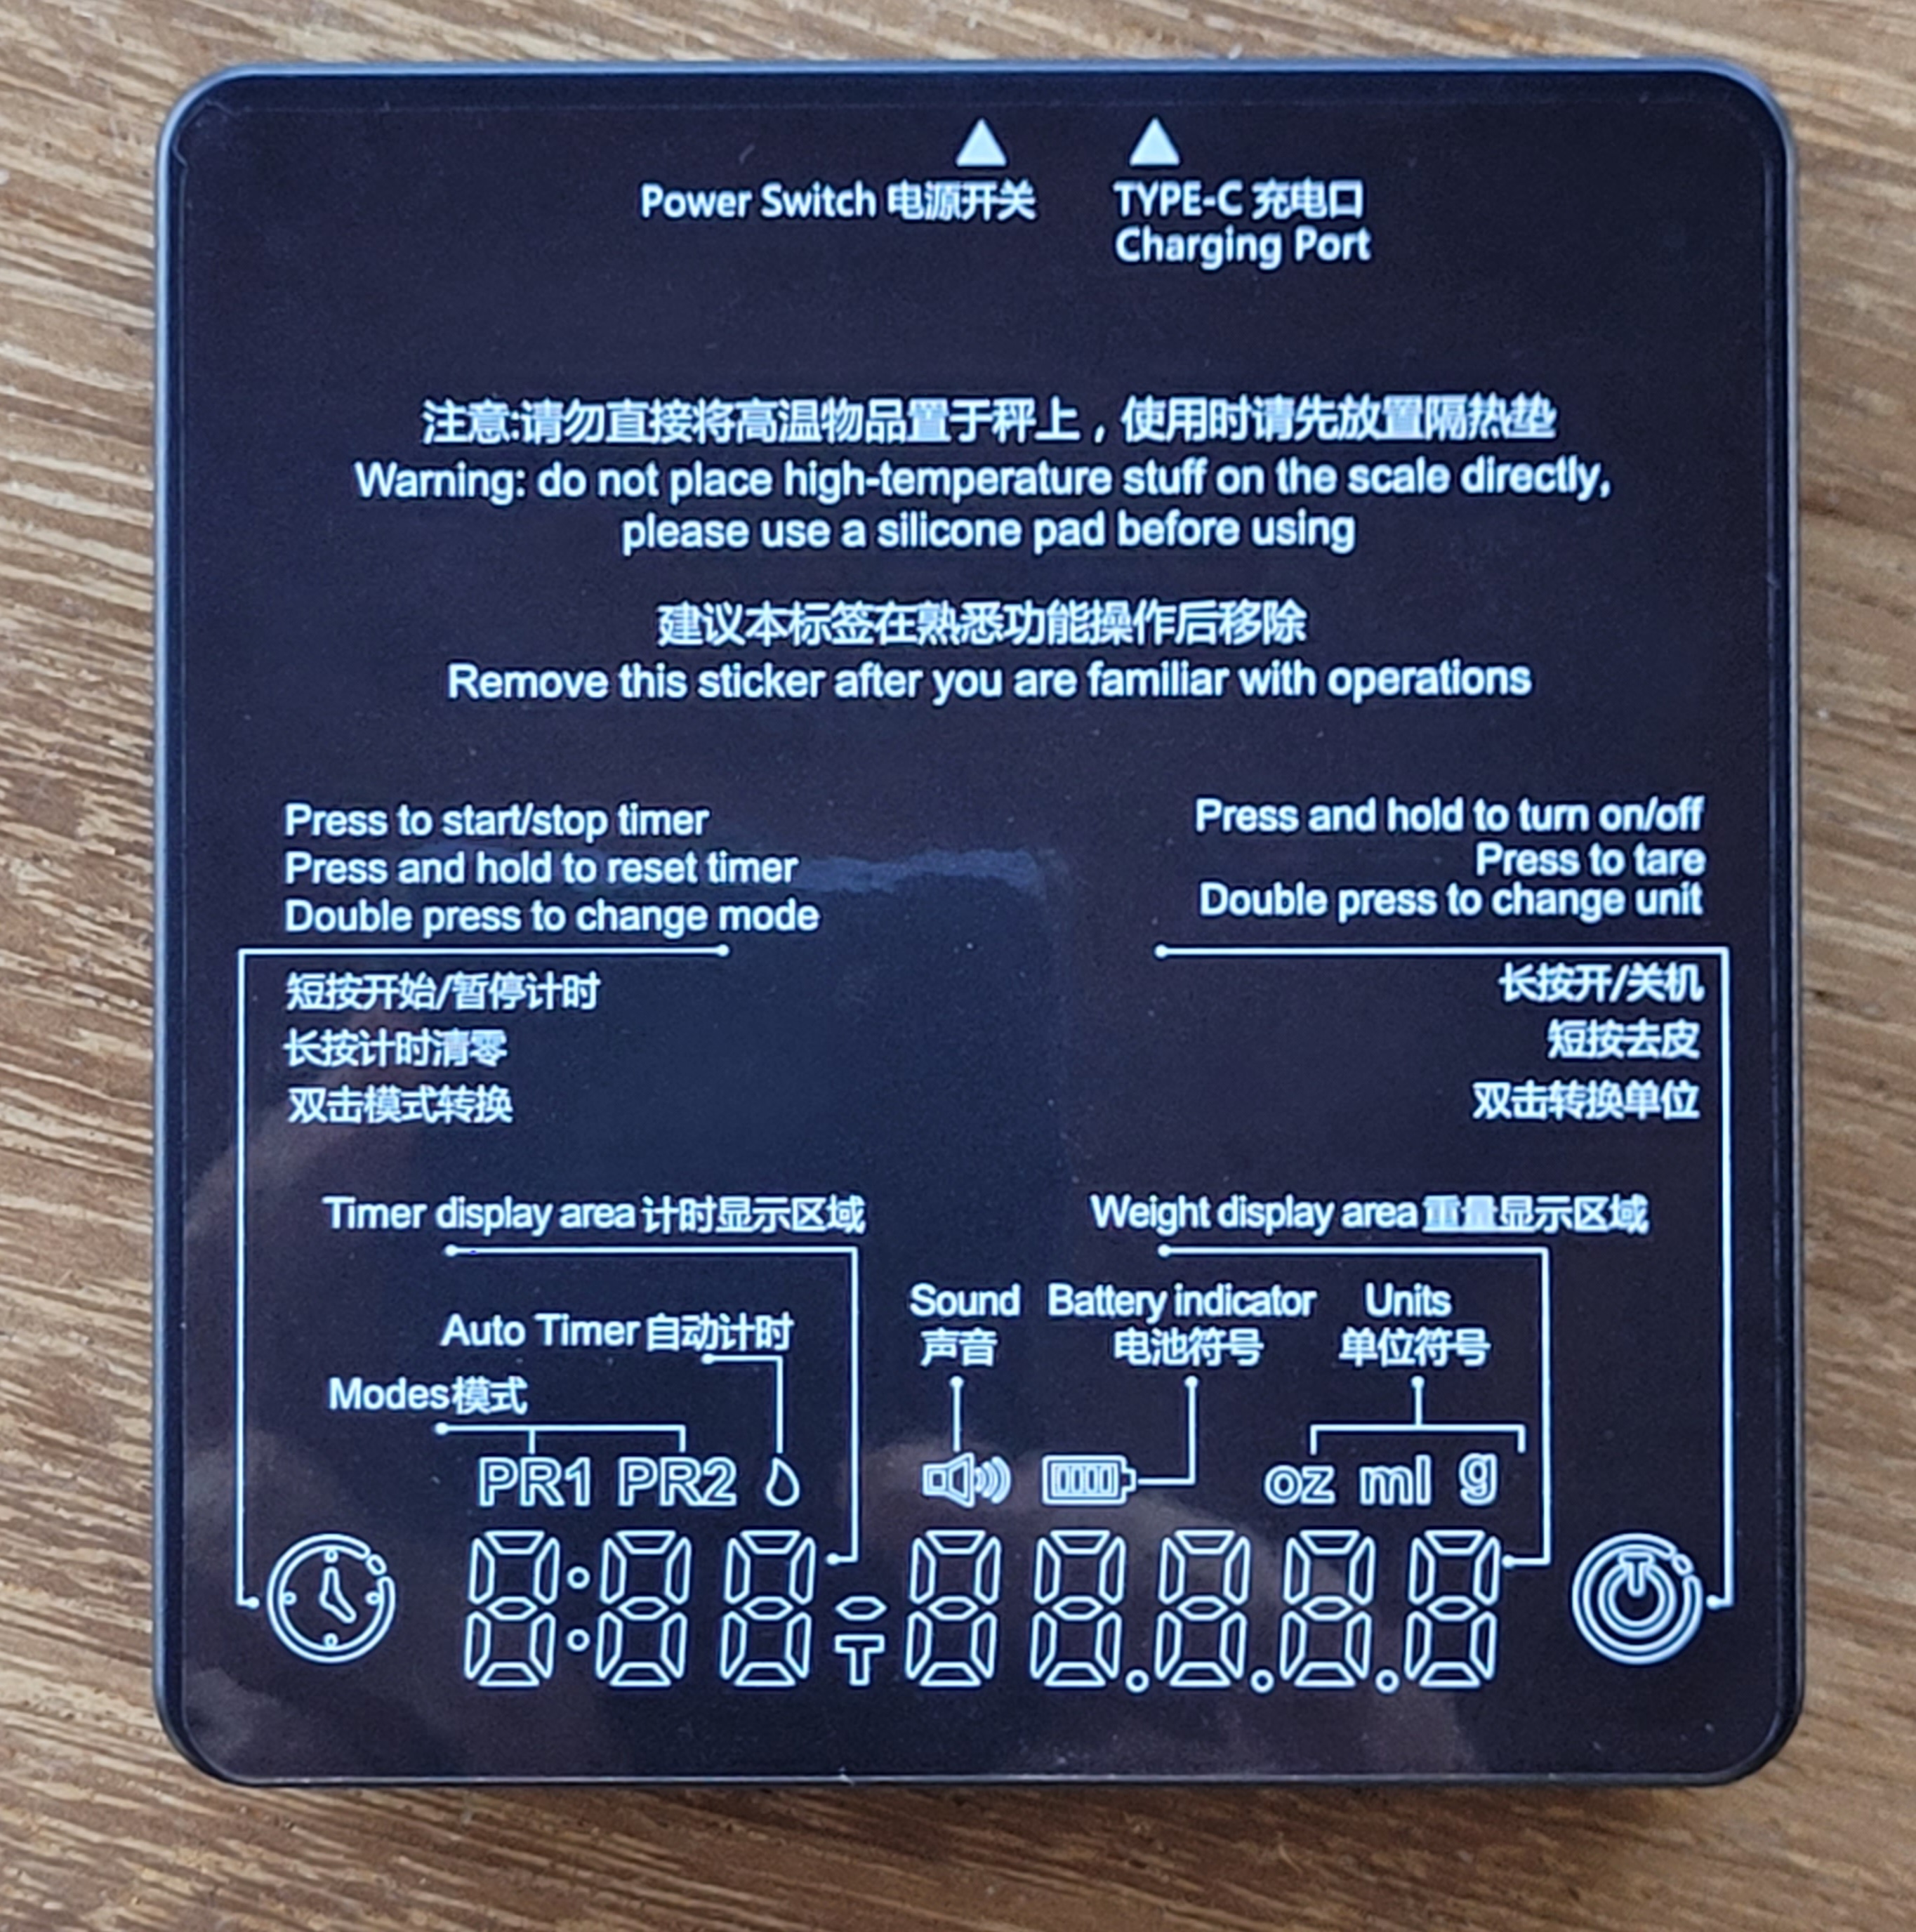 Power Switch 电源开关
TYPE-C 充电口
Charging Port
注意:请勿直接将高温物品置于秤上，使用时请先放置隔热垫
Warning: do not place high-temperature stuff on the scale directly,
please use a silicone pad before using
建议本标签在熟悉功能操作后移除
Remove this sticker after you are familiar with operations
Press to start/stop timer
Press and hold to reset timer
Double press to change mode
短按开始/暂停计时
长按计时清零
双击模式转换
Press and hold to turn on/off
Press to tare
Double press to change unit
长按开/关机
短按去皮
双击转换单位
Timer display area 计时显示区域
Weight display area 重量显示区域
Auto Timer 自动计时
Modes 模式
Sound
声音
Battery indicator
电池符号
Units
单位符号
PR1 PR2
oz ml g
8:8 8 T 8 8.8.8.8